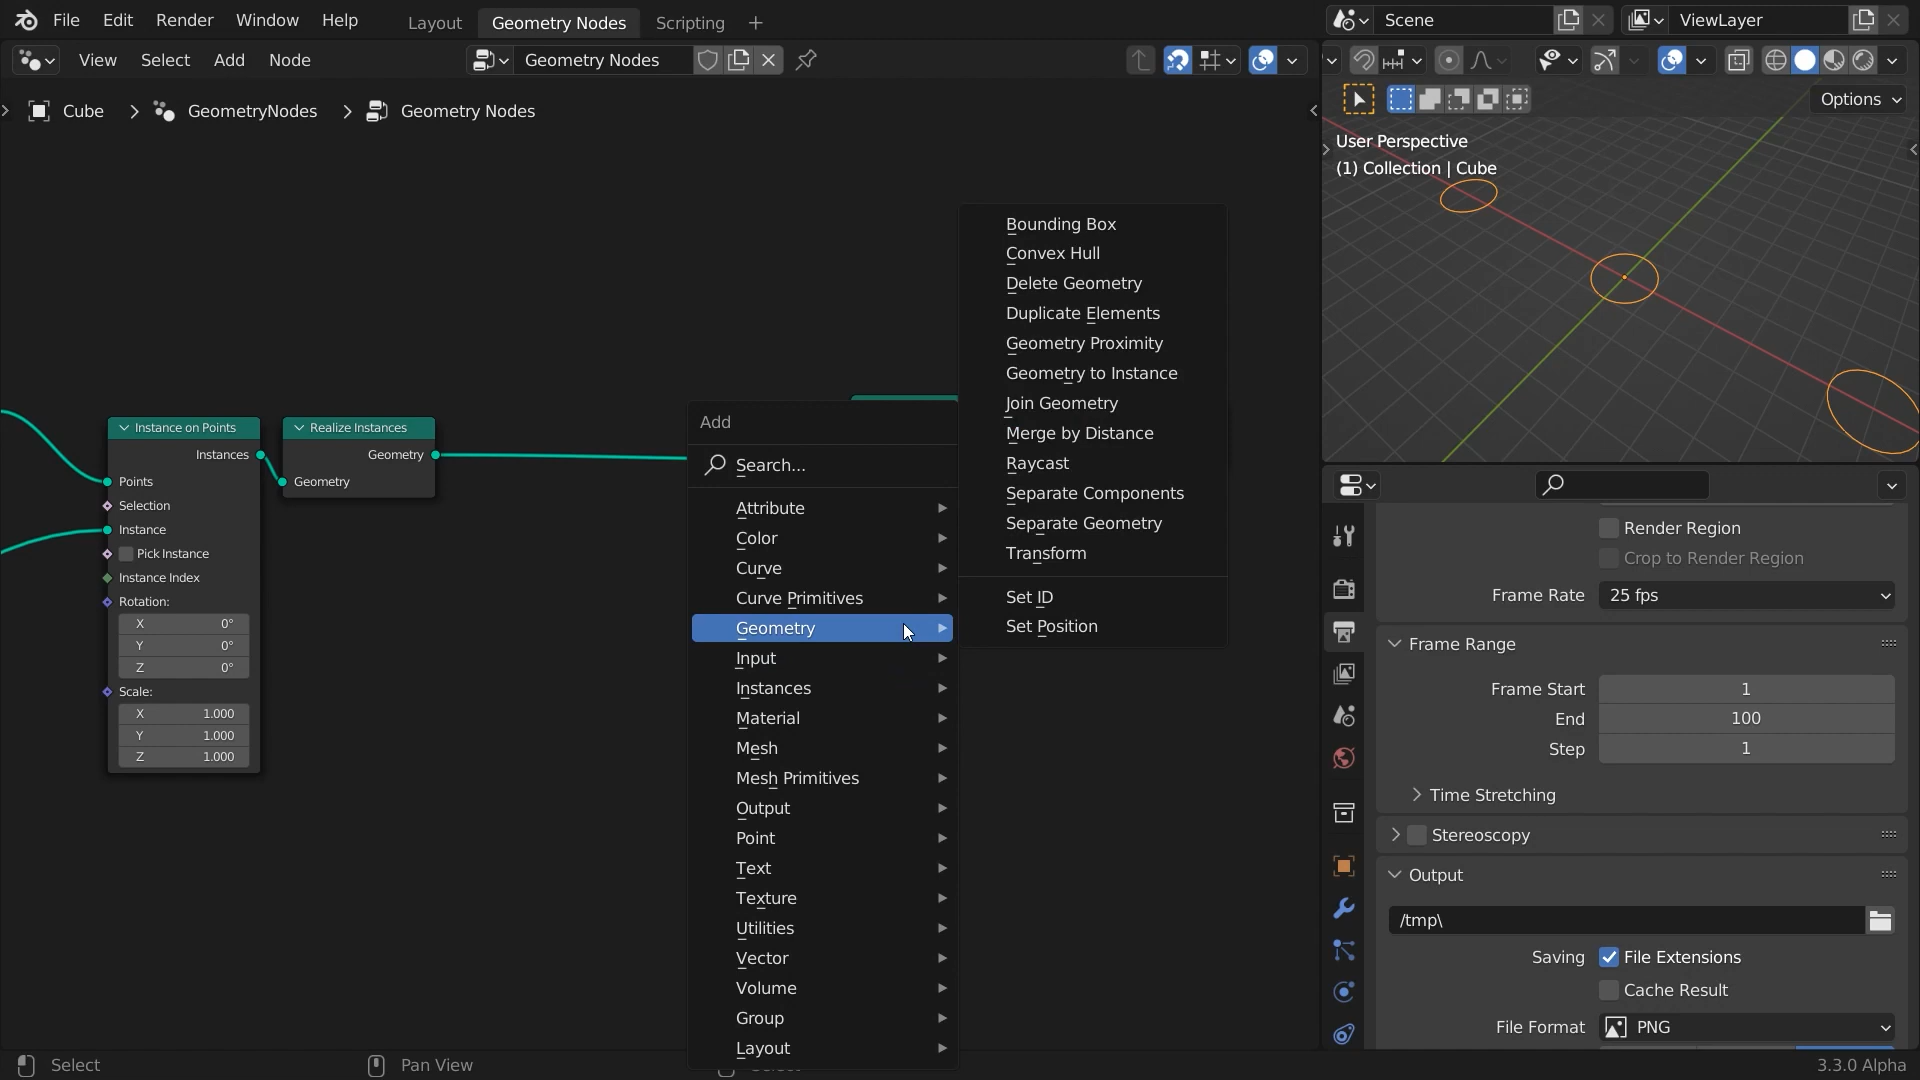 File Edit Render Window Help Layout Geometry Nodes Scripting + Scene ViewLayer
View Select Add Node Geometry Nodes
Options
Cube > GeometryNodes > Geometry Nodes
User Perspective
(1) Collection | Cube
Add
Search...
Attribute
Color
Curve
Curve Primitives
Geometry
Input
Instances
Material
Mesh
Mesh Primitives
Output
Point
Text
Texture
Utilities
Vector
Volume
Group
Layout
Bounding Box
Convex Hull
Delete Geometry
Duplicate Elements
Geometry Proximity
Geometry to Instance
Join Geometry
Merge by Distance
Raycast
Separate Components
Separate Geometry
Transform
Set ID
Set Position
Instance on Points
Instances
Points
Selection
Instance
Pick Instance
Instance Index
Rotation:
X 0°
Y 0°
Z 0°
Scale:
X 1.000
Y 1.000
Z 1.000
Realize Instances
Geometry
Geometry
Render Region
Crop to Render Region
Frame Rate 25 fps
Frame Range
Frame Start 1
End 100
Step 1
Time Stretching
Stereoscopy
Output
/tmp\
Saving File Extensions
Cache Result
File Format PNG
Select Pan View 3.3.0 Alpha